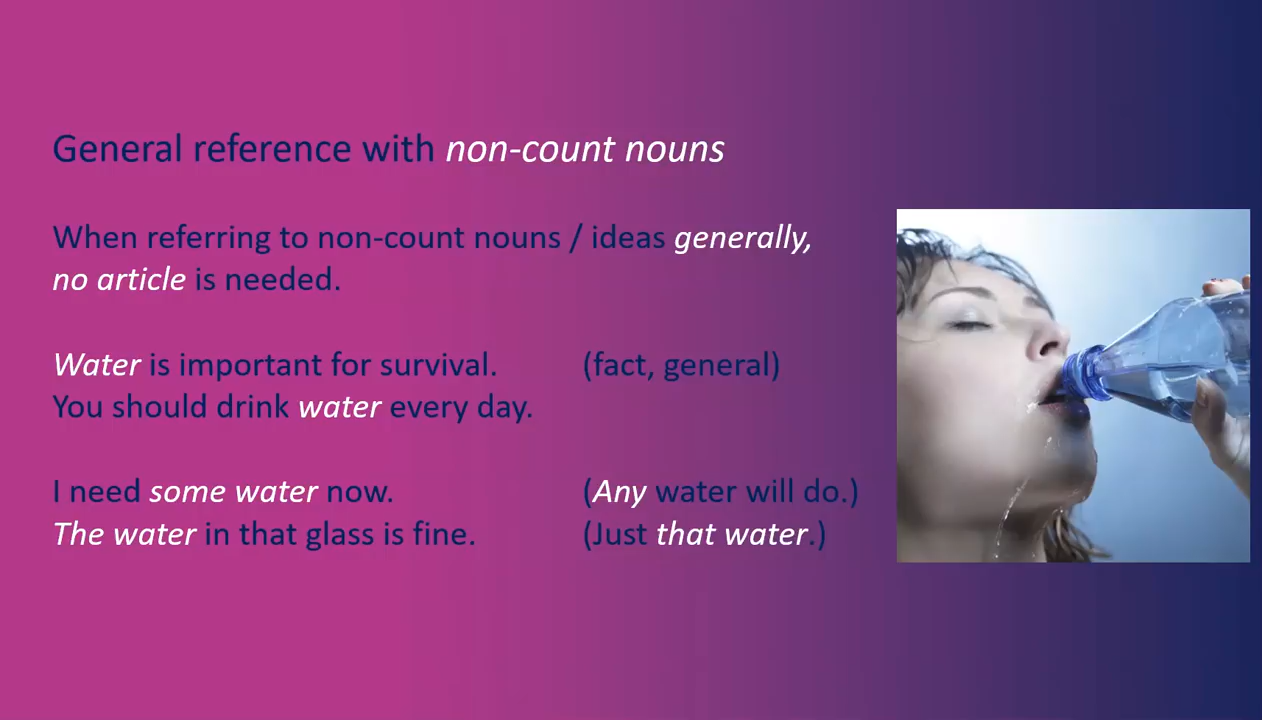 General reference with non-count nouns
When referring to non-count nouns / ideas generally,
no article is needed.
Water is important for survival. (fact, general)
You should drink water every day.
I need some water now. (Any water will do.)
The water in that glass is fine. (Just that water.)